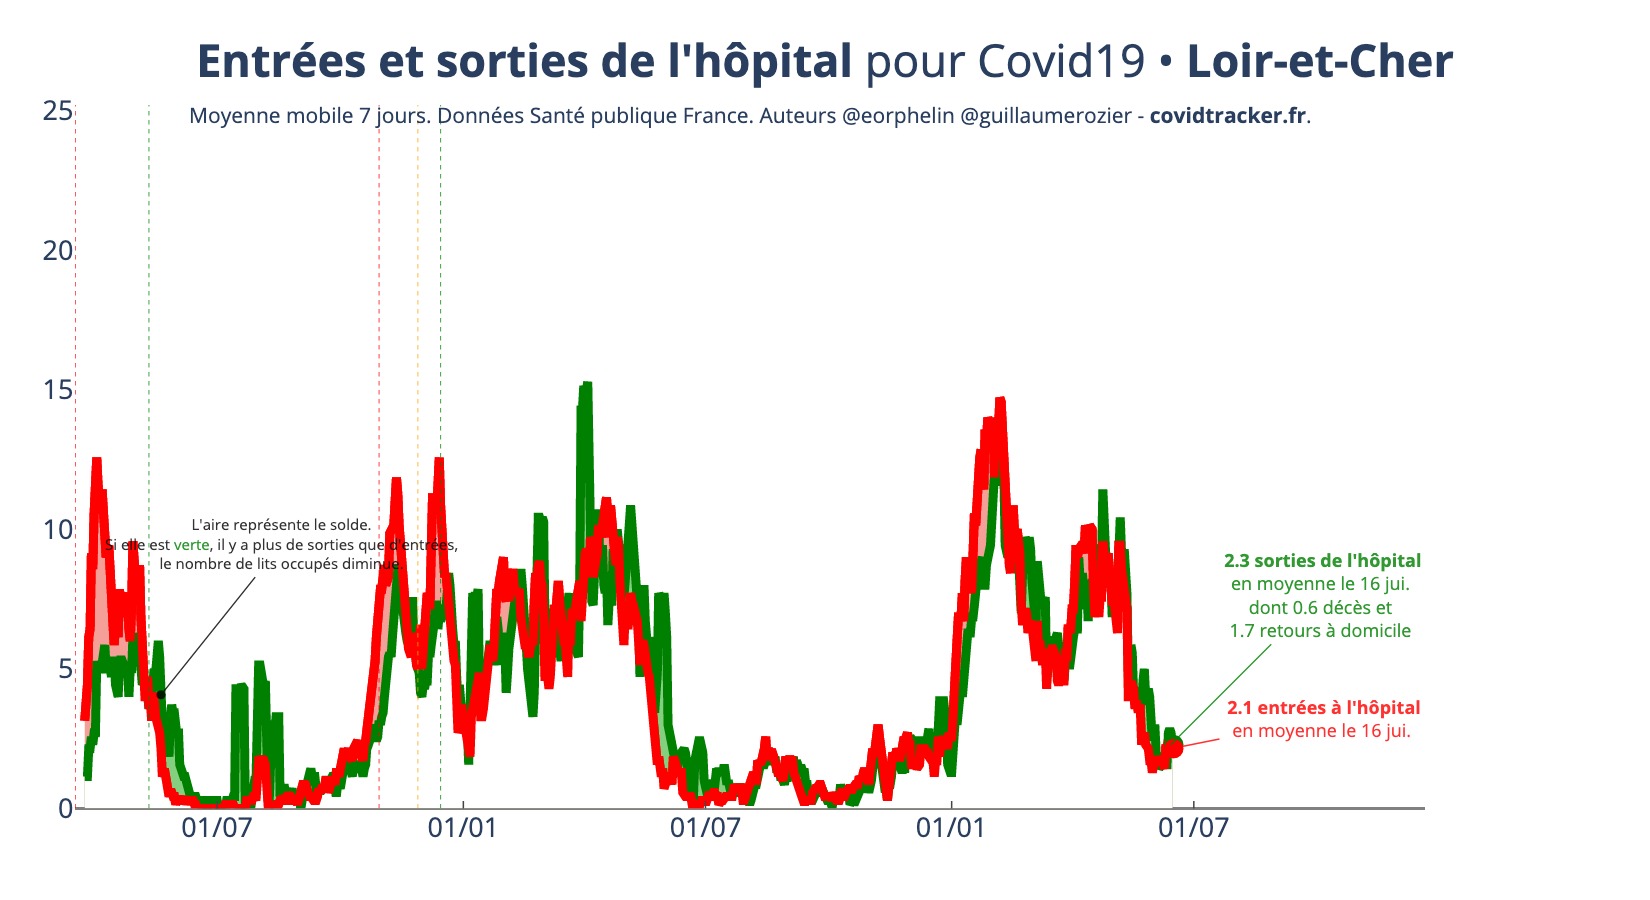 Entrées et sorties de l'hôpital pour Covid19 • Loir-et-Cher
Moyenne mobile 7 jours. Données Santé publique France. Auteurs @eorphelin @guillaumerozier - covidtracker.fr.
25
20
15
10
5
0
L'aire représente le solde.
Si elle est verte, il y a plus de sorties que d'entrées,
le nombre de lits occupés diminue.
2.3 sorties de l'hôpital
en moyenne le 16 jui.
dont 0.6 décès et
1.7 retours à domicile
2.1 entrées à l'hôpital
en moyenne le 16 jui.
01/07
01/01
01/07
01/01
01/07